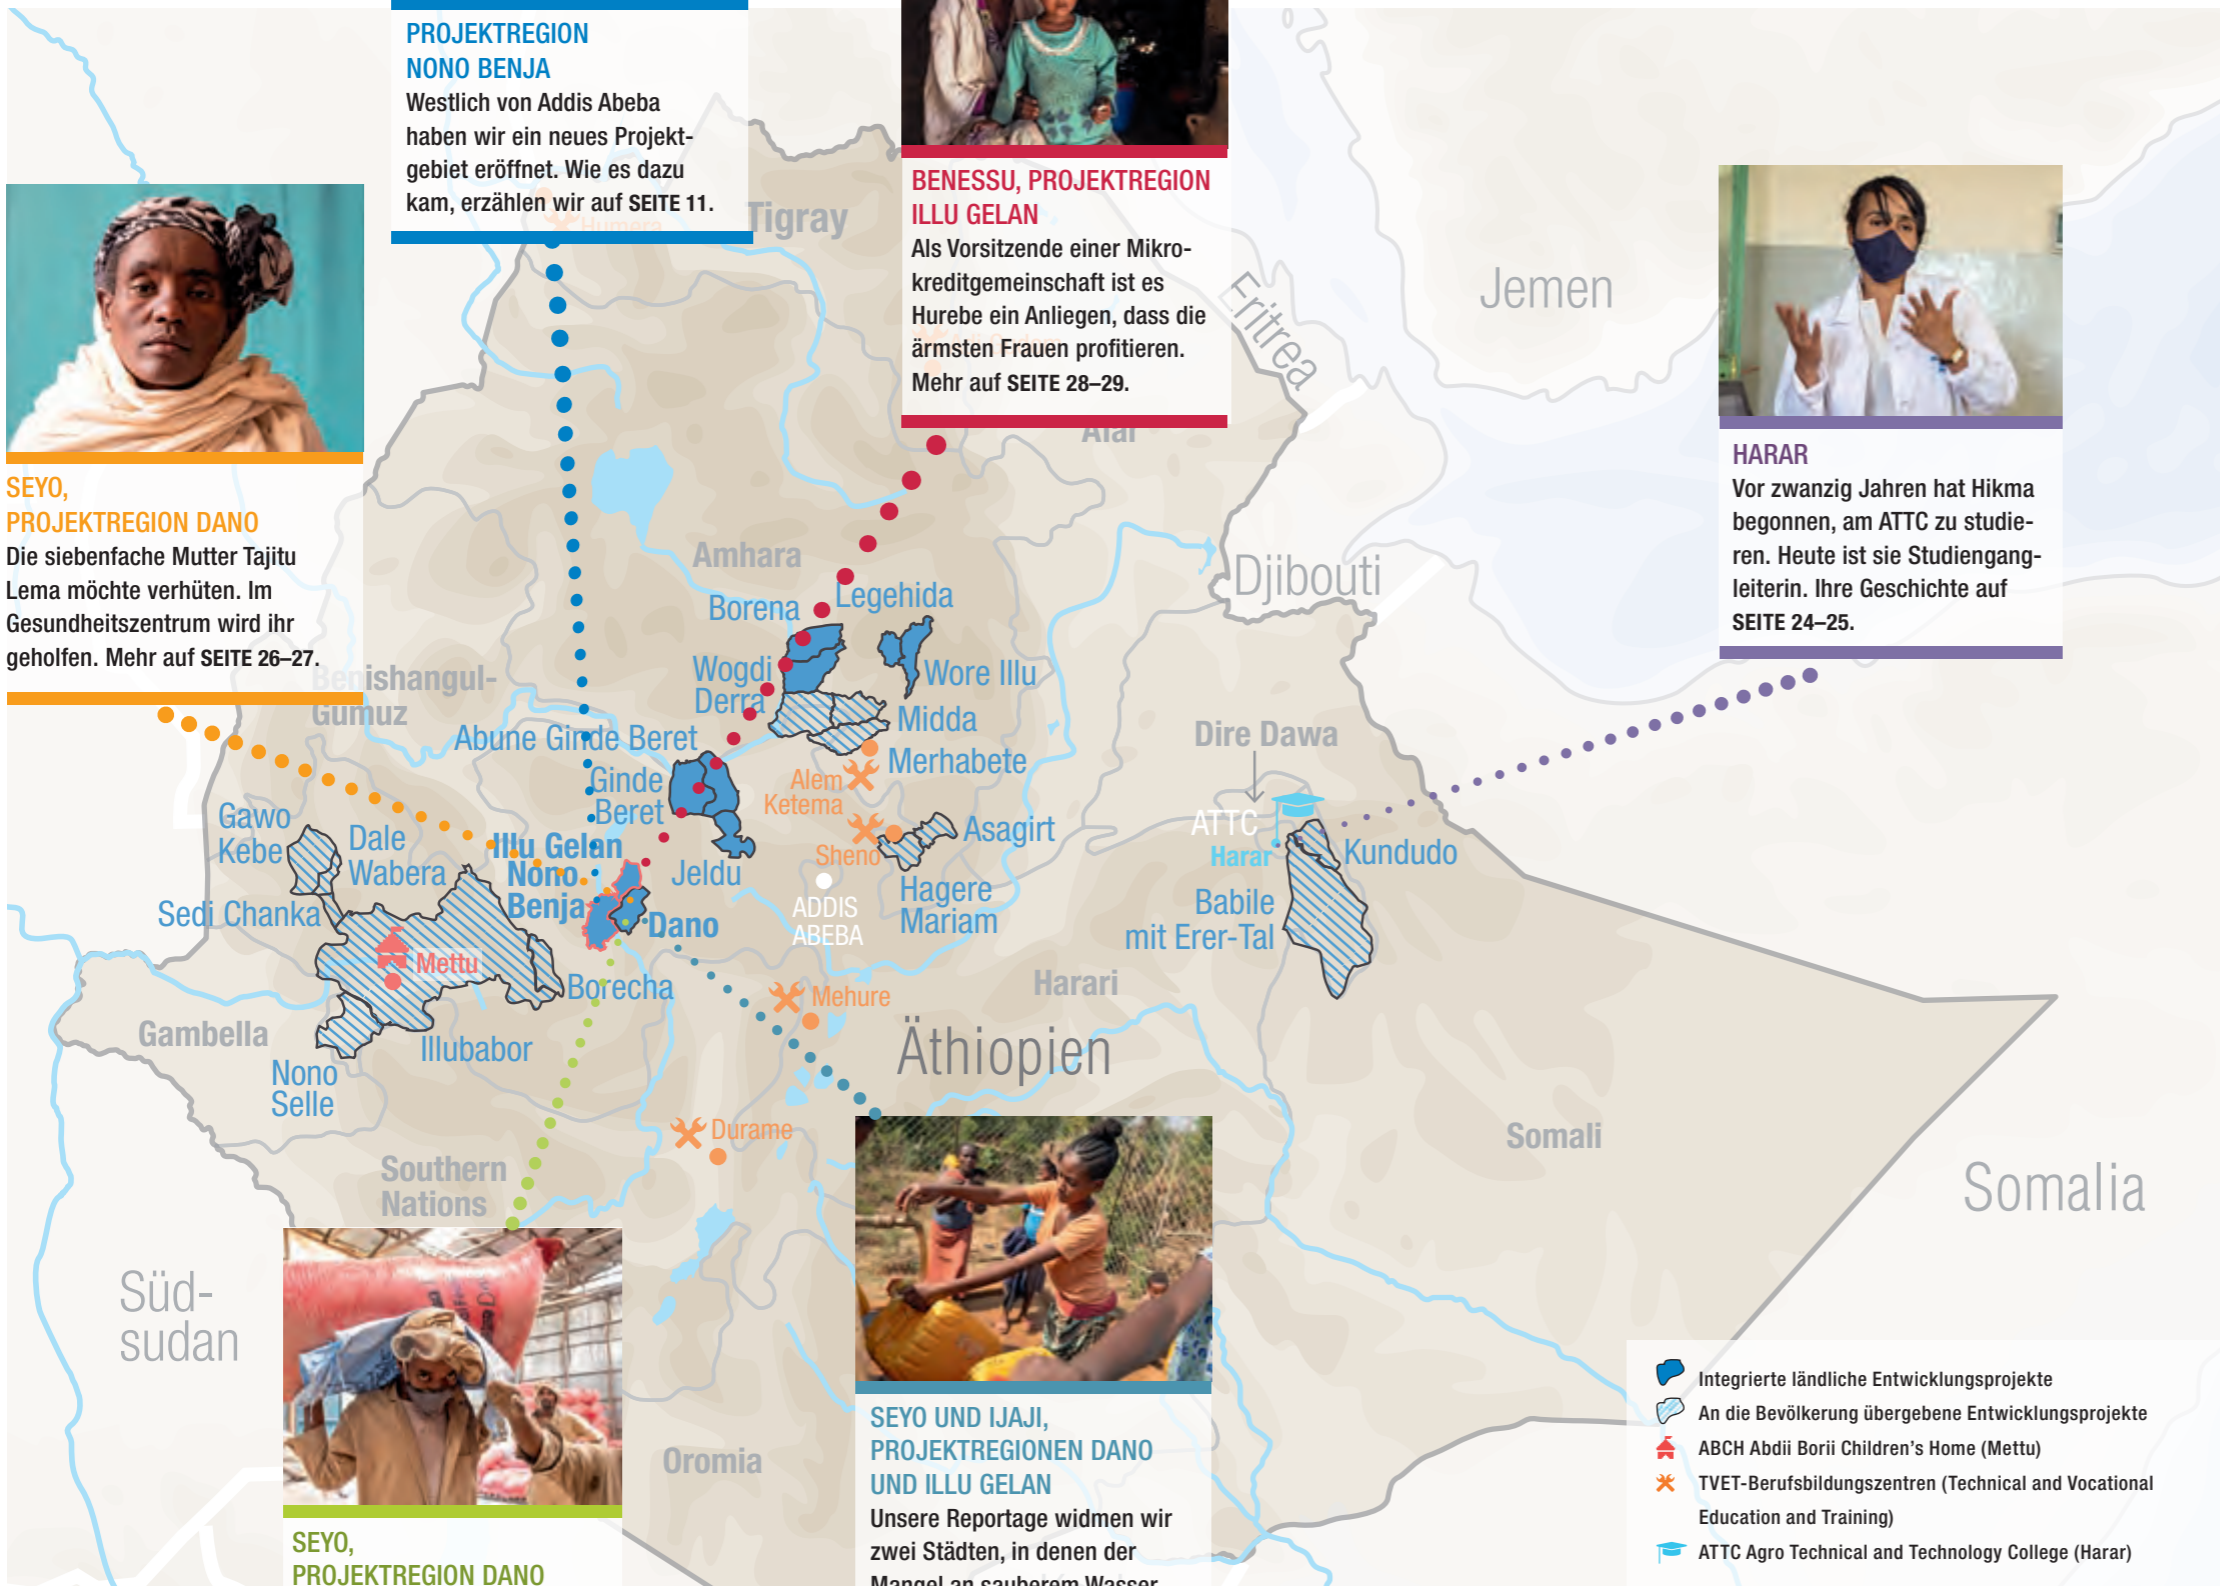 PROJEKTREGION
NONO BENJA
Westlich von Addis Abeba
haben wir ein neues Projekt-
gebiet eröffnet. Wie es dazu
kam, erzählen wir auf SEITE 11.
BENESSU, PROJEKTREGION
ILLU GELAN
Als Vorsitzende einer Mikro-
kreditgemeinschaft ist es
Hurebe ein Anliegen, dass die
ärmsten Frauen profitieren.
Mehr auf SEITE 28–29.
HARAR
Vor zwanzig Jahren hat Hikma
begonnen, am ATTC zu studie-
ren. Heute ist sie Studiengang-
leiterin. Ihre Geschichte auf
SEITE 24–25.
SEYO,
PROJEKTREGION DANO
Die siebenfache Mutter Tajitu
Lema möchte verhüten. Im
Gesundheitszentrum wird ihr
geholfen. Mehr auf SEITE 26–27.
Humera
Tigray
Eritrea
Jemen
Afar
Djibouti
Amhara
Borena
Legehida
Wogdi
Derra
Wore Illu
Midda
Merhabete
Benishangul-
Gumuz
Abune Ginde Beret
Ginde
Beret
Alem
Ketema
Jeldu
Sheno
Asagirt
Hagere
Mariam
ADDIS
ABEBA
Dire Dawa
ATTC
Harar
Kundudo
Babile
mit Erer-Tal
Harari
Gawo
Kebe
Dale
Wabera
Sedi Chanka
Illu Gelan
Nono
Benja
Dano
Mettu
Borecha
Gambella
Illubabor
Nono
Selle
Mehure
Äthiopien
Durame
Southern
Nations
Somali
Somalia
Süd-
sudan
Oromia
SEYO,
PROJEKTREGION DANO
SEYO UND IJAJI,
PROJEKTREGIONEN DANO
UND ILLU GELAN
Unsere Reportage widmen wir
zwei Städten, in denen der
Mangel an sauberem Wasser
Integrierte ländliche Entwicklungsprojekte
An die Bevölkerung übergebene Entwicklungsprojekte
ABCH Abdii Borii Children's Home (Mettu)
TVET-Berufsbildungszentren (Technical and Vocational
Education and Training)
ATTC Agro Technical and Technology College (Harar)